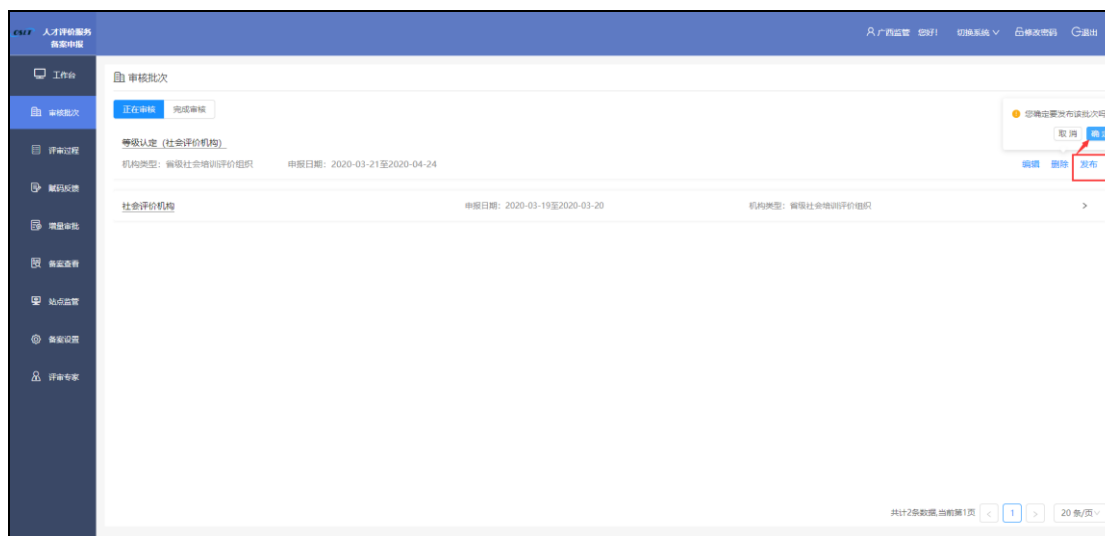 人才评价服务
备案申报
广西监管 您好! 切换系统 修改密码 退出
工作台
审核批次
评审过程
赋码反馈
增量审批
备案查看
站点监管
备案设置
评审专家
审核批次
正在审核 完成审核
您确定要发布该批次吗
取消 确定
等级认定(社会评价机构)
机构类型:省级社会培训评价组织 申报日期:2020-03-21至2020-04-24
编辑 删除 发布
社会评价机构 申报日期:2020-03-19至2020-03-20 机构类型:省级社会培训评价组织
共计2条数据,当前第1页 < 1 > 20 条/页